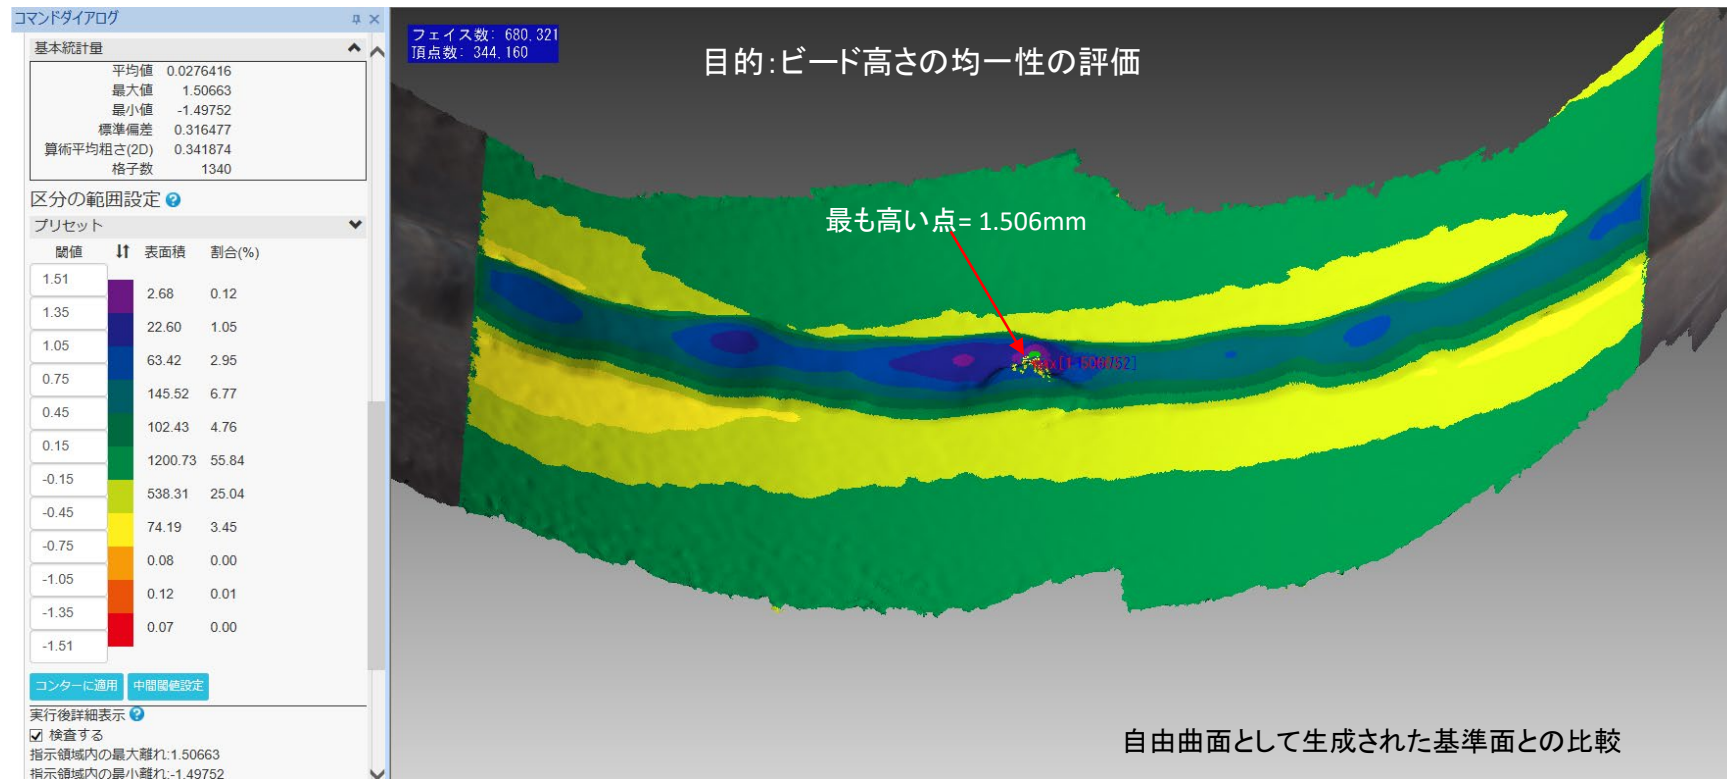 コマンドダイアログ
基本統計量
平均値 0.0276416
最大値 1.50663
最小値 -1.49752
標準偏差 0.316477
算術平均粗さ(2D) 0.341874
格子数 1340
区分の範囲設定
プリセット
閾値 表面積 割合(%)
1.51
2.68 0.12
1.35
22.60 1.05
1.05
63.42 2.95
0.75
145.52 6.77
0.45
102.43 4.76
0.15
1200.73 55.84
-0.15
538.31 25.04
-0.45
74.19 3.45
-0.75
0.08 0.00
-1.05
0.12 0.01
-1.35
0.07 0.00
-1.51
コンターに適用 中間閾値設定
実行後詳細表示
検査する
指示領域内の最大離れ:1.50663
指示領域内の最小離れ:-1.49752
フェイス数: 680,321
頂点数: 344,160
目的:ビード高さの均一性の評価
最も高い点= 1.506mm
自由曲面として生成された基準面との比較